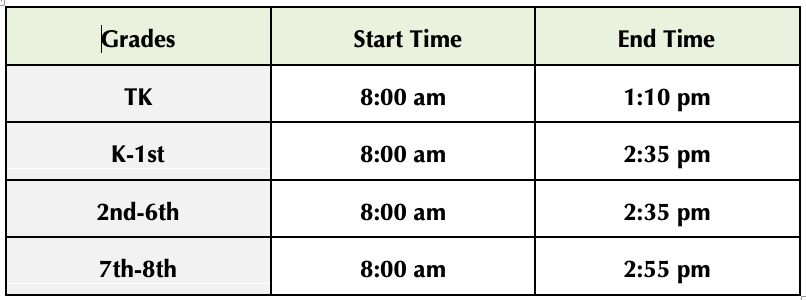 Grades Start Time End Time
TK 8:00 am 1:10 pm
K-1st 8:00 am 2:35 pm
2nd-6th 8:00 am 2:35 pm
7th-8th 8:00 am 2:55 pm